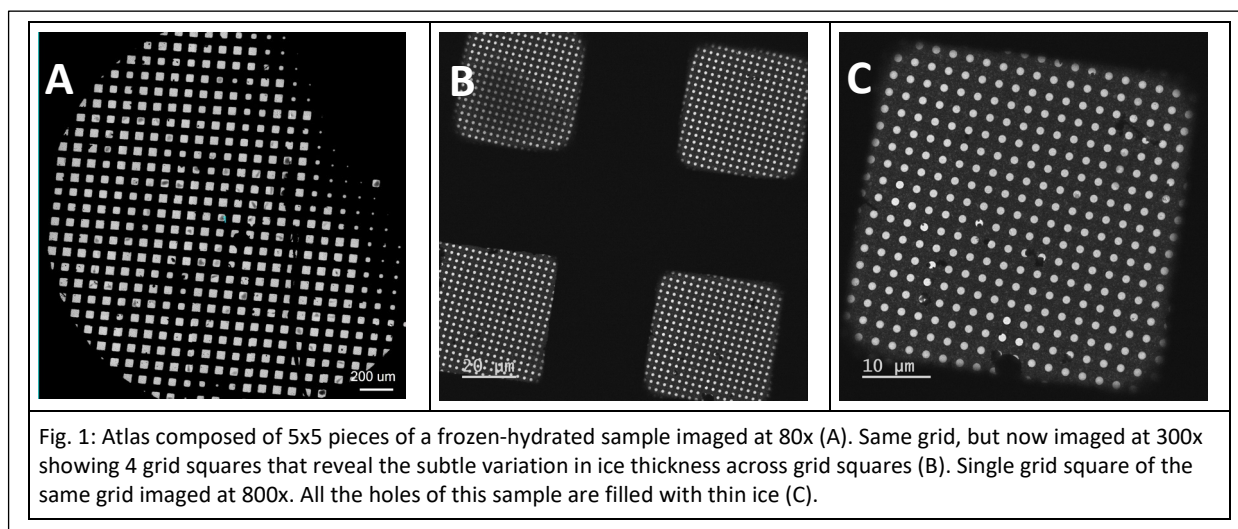 A
B
C
200 um
20 µm
10 µm
Fig. 1: Atlas composed of 5x5 pieces of a frozen-hydrated sample imaged at 80x (A). Same grid, but now imaged at 300x
showing 4 grid squares that reveal the subtle variation in ice thickness across grid squares (B). Single grid square of the
same grid imaged at 800x. All the holes of this sample are filled with thin ice (C).